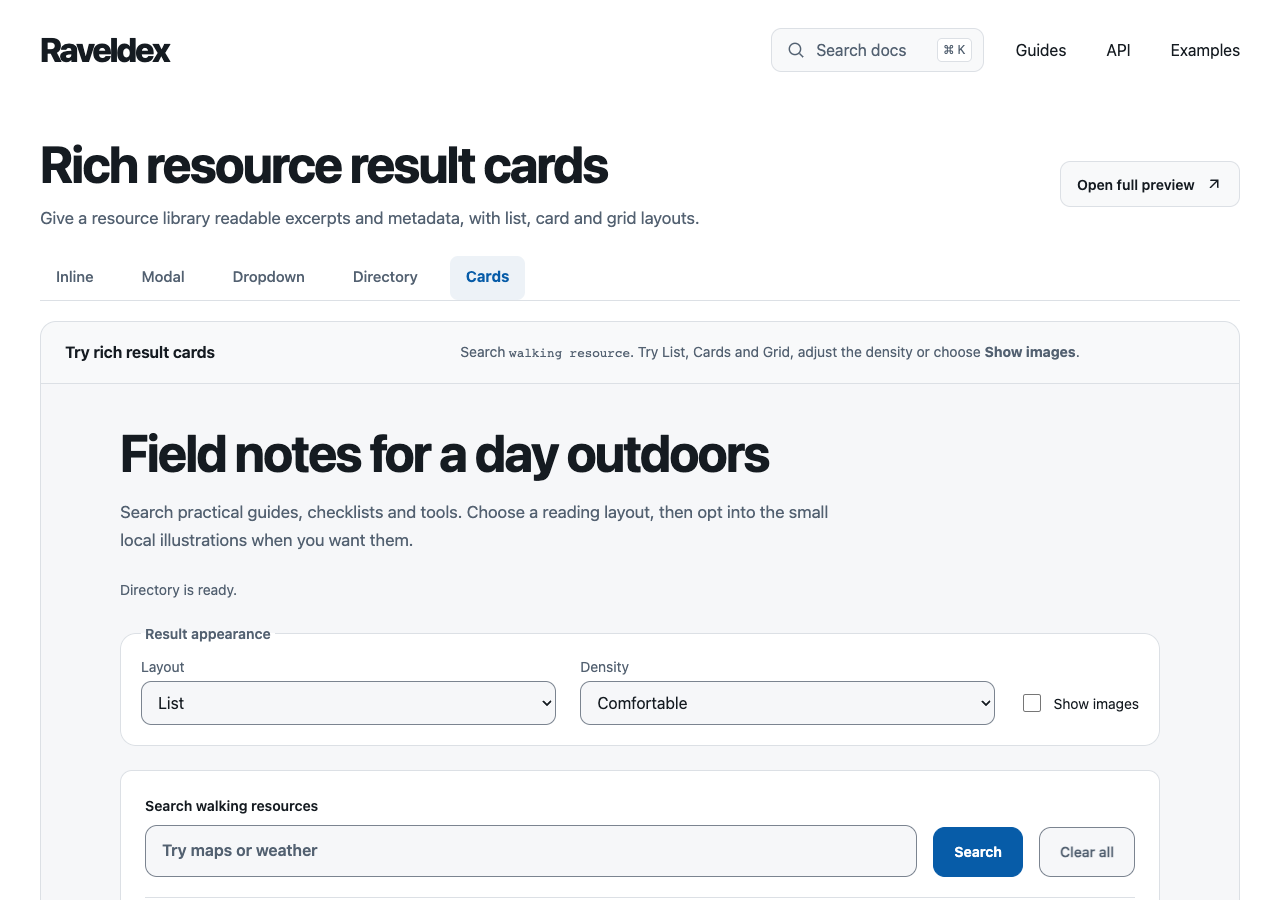 Raveldex
Search docs ⌘ K
Guides
API
Examples
Rich resource result cards
Open full preview
Give a resource library readable excerpts and metadata, with list, card and grid layouts.
Inline
Modal
Dropdown
Directory
Cards
Try rich result cards
Search walking resource. Try List, Cards and Grid, adjust the density or choose Show images.
Field notes for a day outdoors
Search practical guides, checklists and tools. Choose a reading layout, then opt into the small
local illustrations when you want them.
Directory is ready.
Result appearance
Layout
Density
List
Comfortable
Show images
Search walking resources
Try maps or weather
Search
Clear all